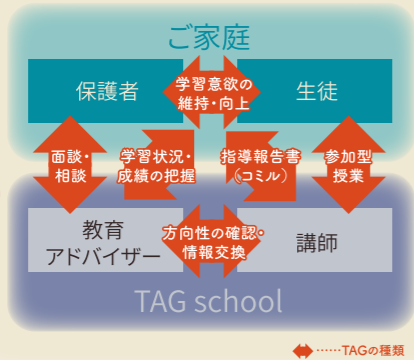 ご家庭
保護者
学習意欲の
維持・向上
生徒
面談・
相談
学習状況・
成績の把握
指導報告書
(コミル)
参加型
授業
教育
アドバイザー
方向性の確認・
情報交換
講師
TAG school
……TAGの種類